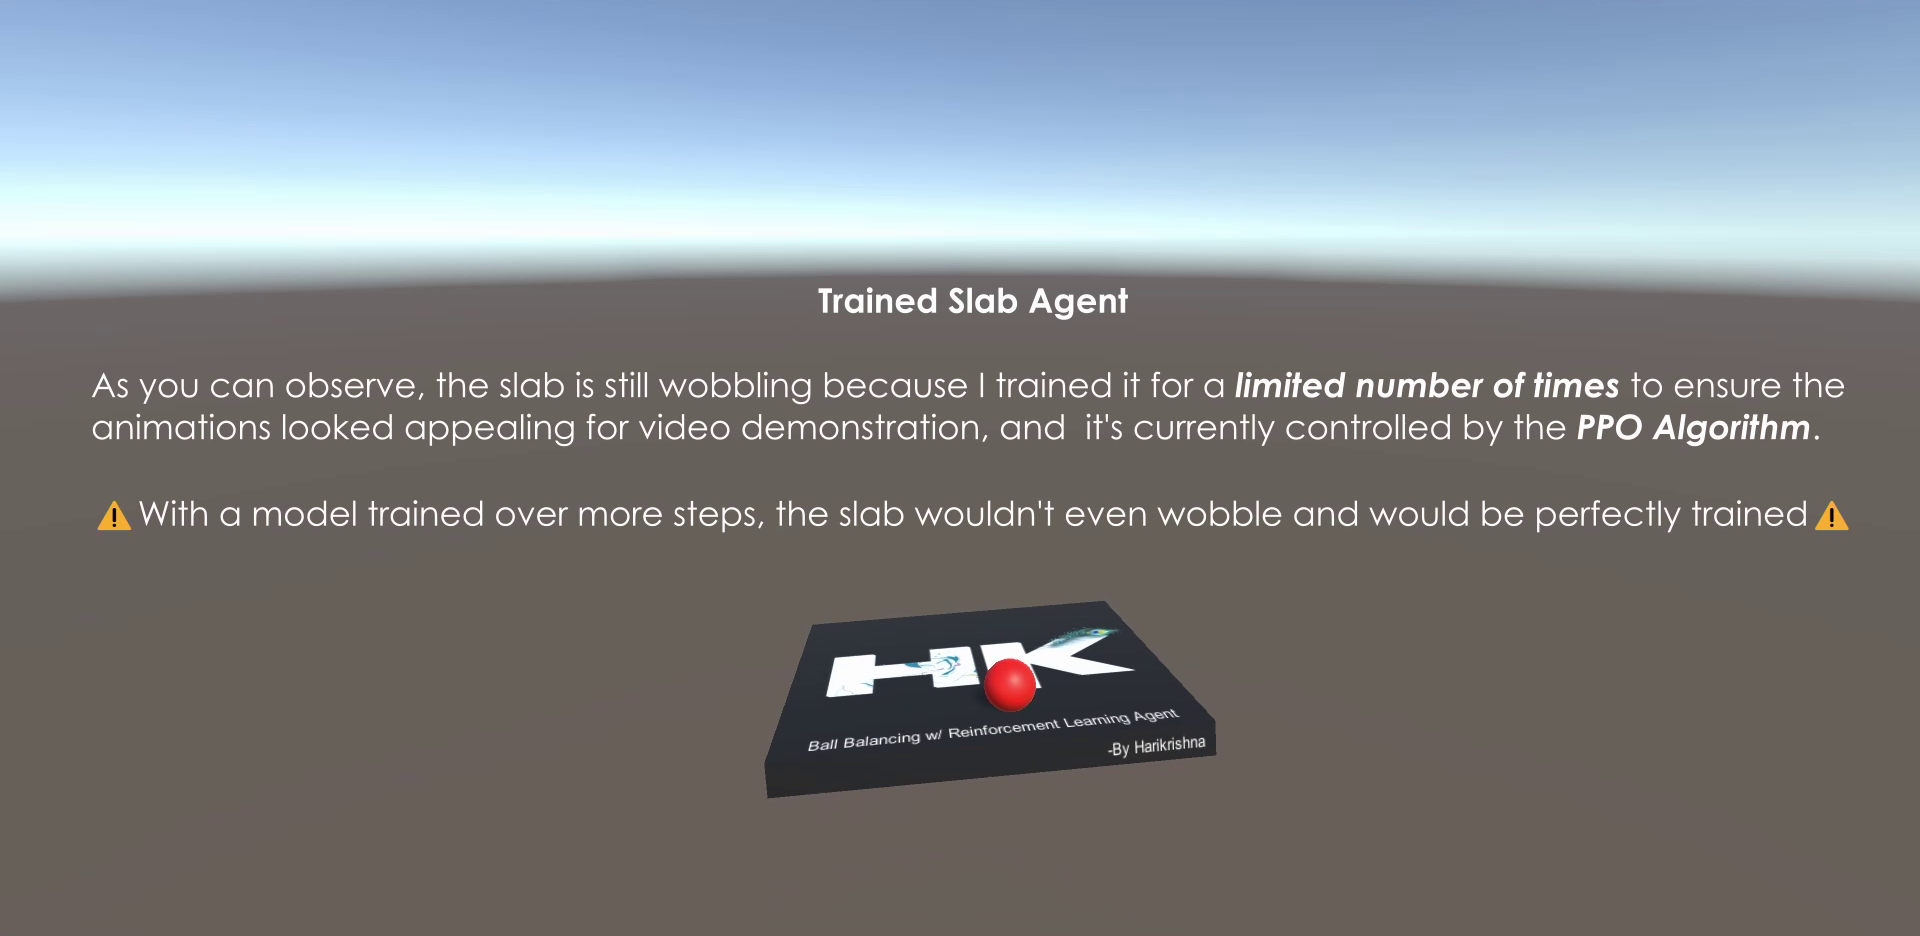 Trained Slab Agent
As you can observe, the slab is still wobbling because I trained it for a limited number of times to ensure the
animations looked appealing for video demonstration, and  it's currently controlled by the PPO Algorithm.
⚠️With a model trained over more steps, the slab wouldn't even wobble and would be perfectly trained⚠️
HK
Ball Balancing w/ Reinforcement Learning Agent
-By Harikrishna